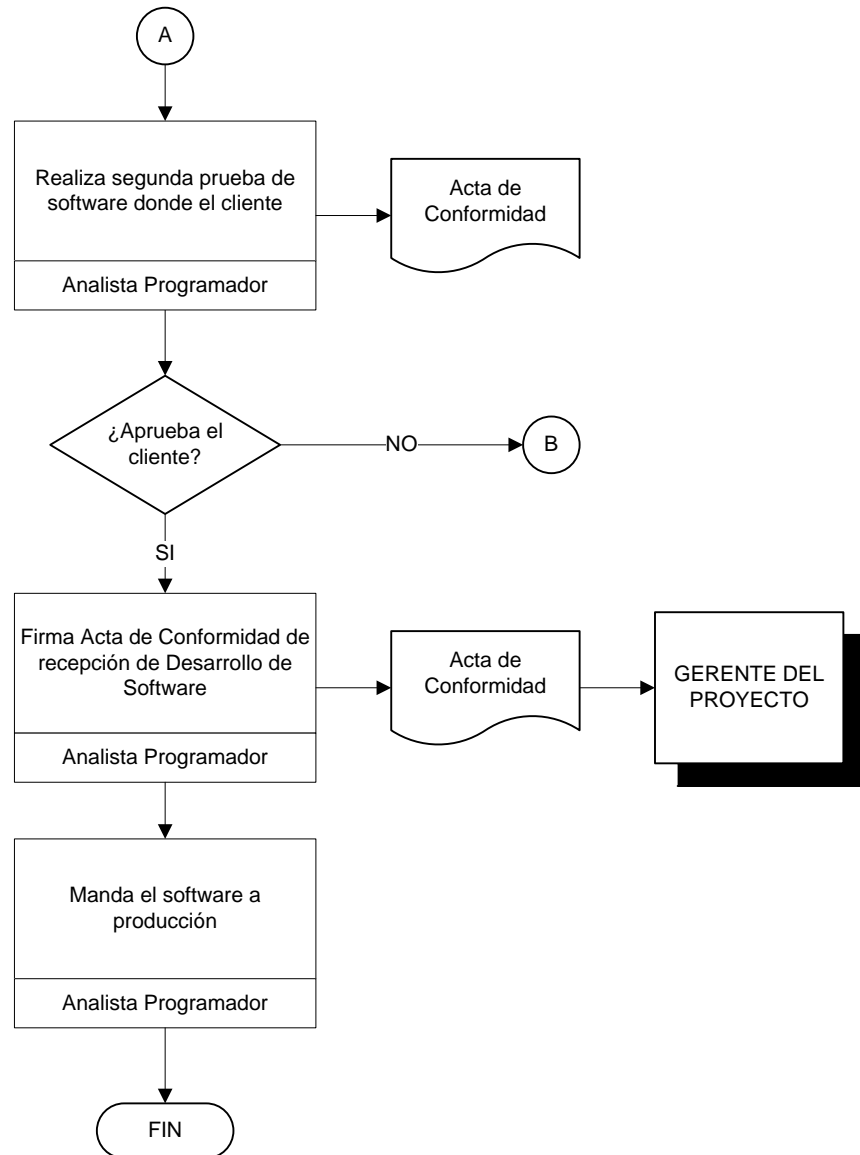 A
Realiza segunda prueba de
software donde el cliente
Analista Programador
Acta de
Conformidad
¿Aprueba el
cliente?
NO
B
SI
Firma Acta de Conformidad de
recepción de Desarrollo de
Software
Analista Programador
Acta de
Conformidad
GERENTE DEL
PROYECTO
Manda el software a
producción
Analista Programador
FIN